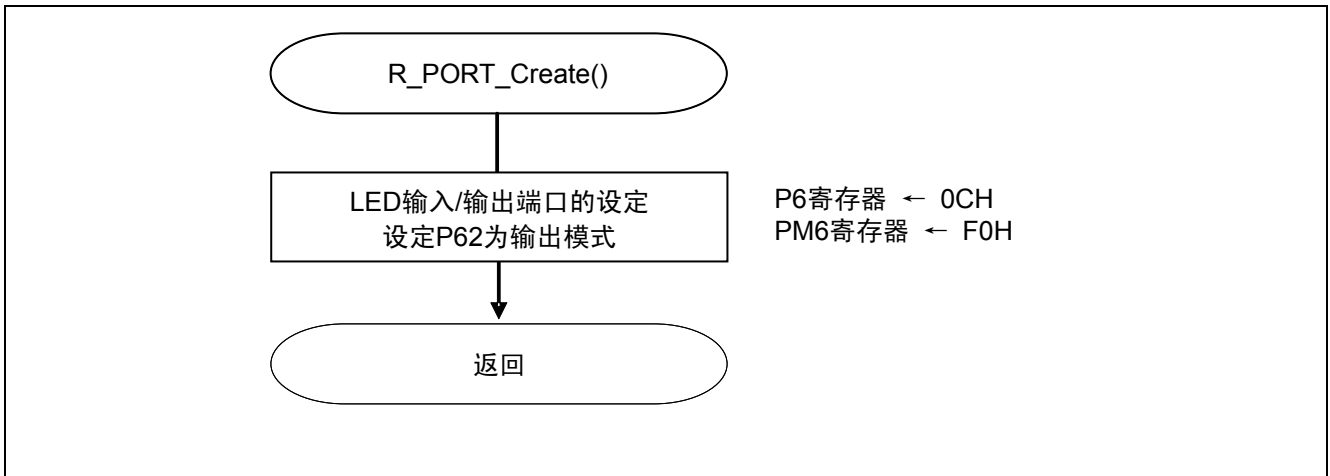 R_PORT_Create()
LED输入/输出端口的设定
设定P62为输出模式
P6寄存器 ← 0CH
PM6寄存器 ← F0H
返回